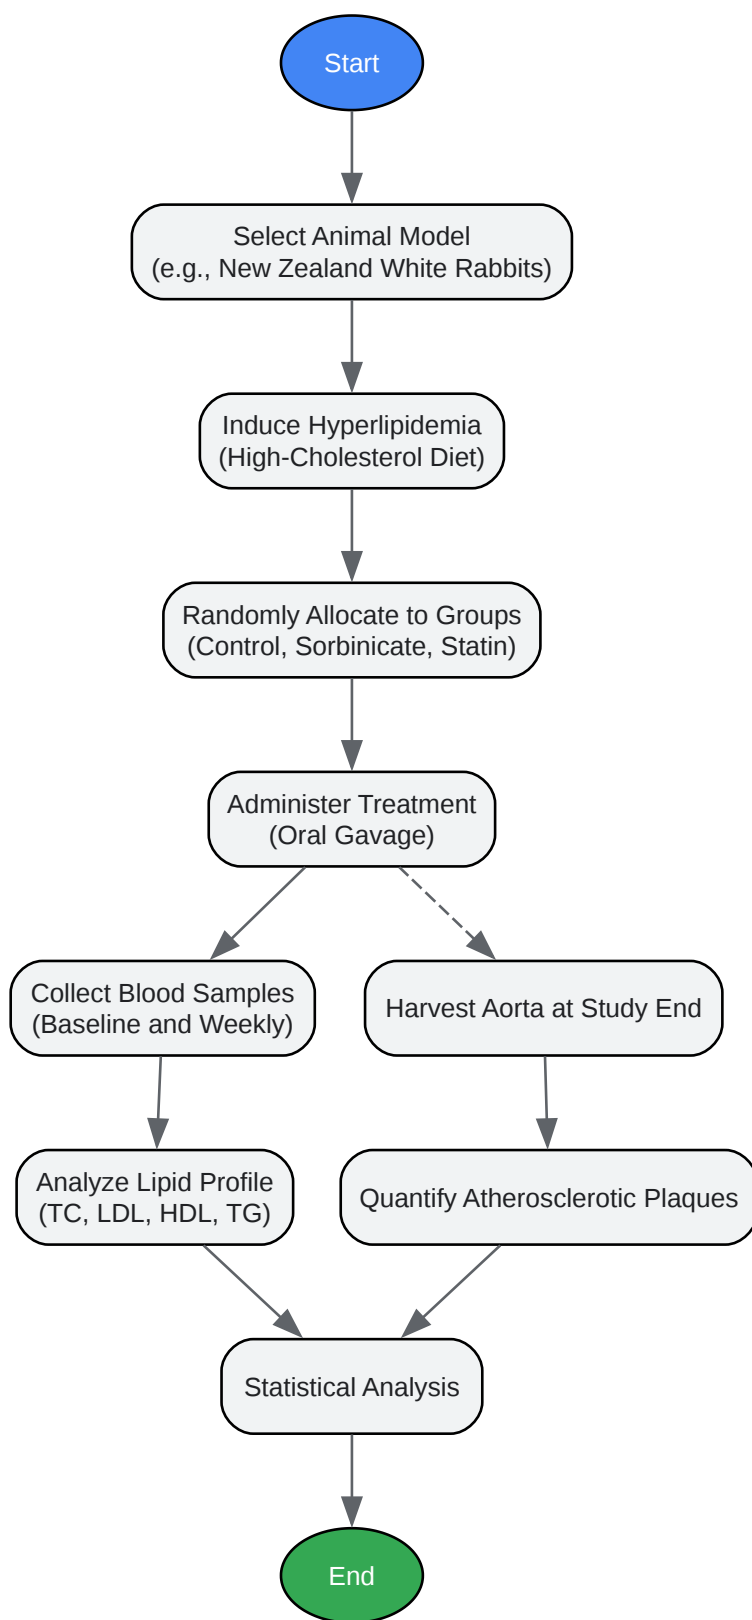 Start
Select Animal Model
(e.g., New Zealand White Rabbits)
Induce Hyperlipidemia
(High-Cholesterol Diet)
Randomly Allocate to Groups
(Control, Sorbinicate, Statin)
Administer Treatment
(Oral Gavage)
Collect Blood Samples
(Baseline and Weekly)
Harvest Aorta at Study End
Analyze Lipid Profile
(TC, LDL, HDL, TG)
Quantify Atherosclerotic Plaques
Statistical Analysis
End